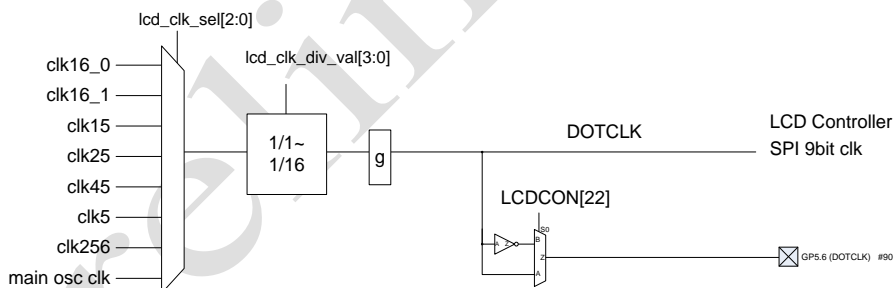 lcd_clk_sel[2:0]
clk16_0
clk16_1
clk15
clk25
clk45
clk5
clk256
main osc clk
lcd_clk_div_val[3:0]
1/1~
1/16
g
DOTCLK
LCD Controller
SPI 9bit clk
LCDCON[22]
S0
A Z
B
Z
A
GP5.6 (DOTCLK) #90